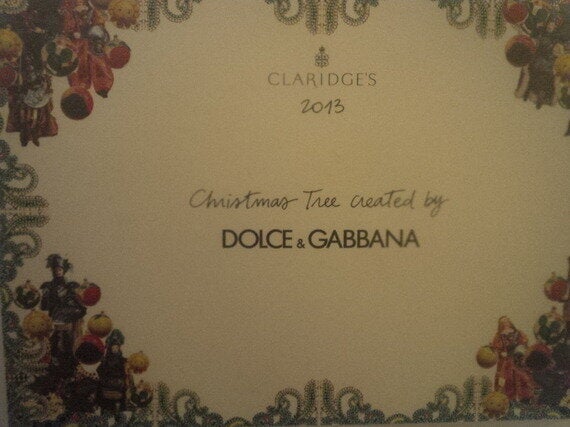 CLARIDGE'S
2013
Christmas Tree created by
DOLCE & GABBANA